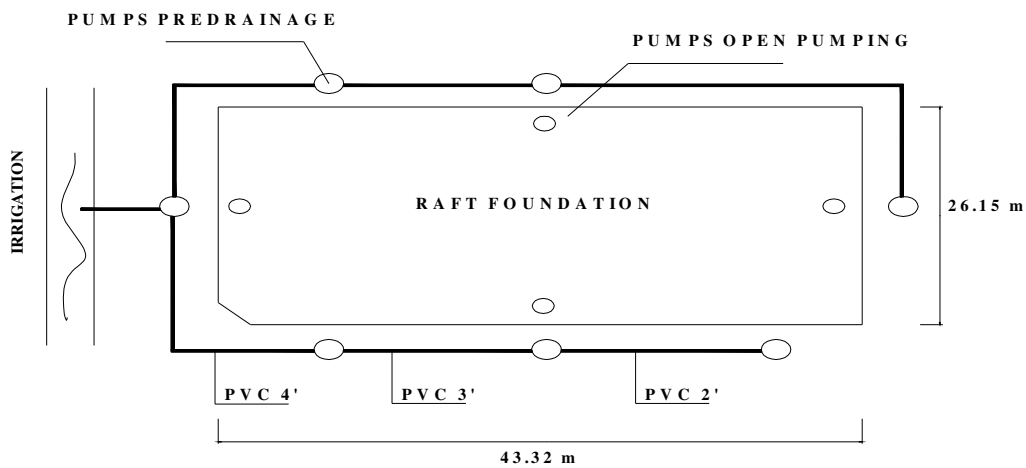 PUMPS PREDRAINAGE
PUMPS OPEN PUMPING
IRRIGATION
RAFT FOUNDATION
26.15 m
PVC 4'
PVC 3'
PVC 2'
43.32 m